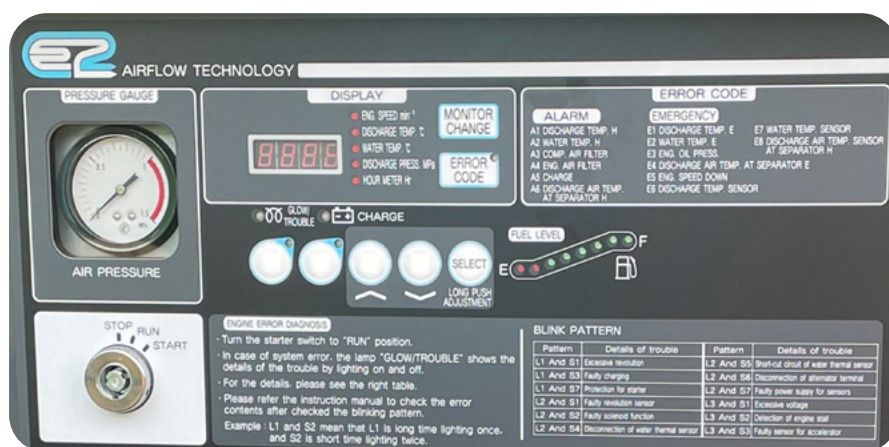 E2 AIRFLOW TECHNOLOGY
PRESSURE GAUGE
0.5
1
1.5
MPa
AIR PRESSURE
DISPLAY
8.8.8.8.
ENG. SPEED min⁻¹
DISCHARGE TEMP. ℃
WATER TEMP. ℃
DISCHARGE PRESS. MPa
HOUR METER Hr
MONITOR
CHANGE
ERROR
CODE
ERROR CODE
ALARM
A1 DISCHARGE TEMP. H
A2 WATER TEMP. H
A3 COMP. AIR FILTER
A4 ENG. AIR FILTER
A5 CHARGE
A6 DISCHARGE AIR TEMP.
AT SEPARATOR H
EMERGENCY
E1 DISCHARGE TEMP. E
E2 WATER TEMP. E
E3 ENG. OIL PRESS.
E4 DISCHARGE AIR TEMP. AT SEPARATOR E
E5 ENG. SPEED DOWN
E6 DISCHARGE TEMP. SENSOR
E7 WATER TEMP. SENSOR
E8 DISCHARGE AIR TEMP. SENSOR
AT SEPARATOR H
GLOW/
TROUBLE
CHARGE
SELECT
LONG PUSH
ADJUSTMENT
FUEL LEVEL
E
F
STOP
RUN
START
ENGINE ERROR DIAGNOSIS
· Turn the starter switch to "RUN" position.
· In case of system error, the lamp "GLOW/TROUBLE" shows the
details of the trouble by lighting on and off.
· For the details, please see the right table.
· Please refer the instruction manual to check the error
contents after checked the blinking pattern.
Example : L1 and S2 mean that L1 is long time lighting once,
and S2 is short time lighting twice.
BLINK PATTERN
Pattern Details of trouble Pattern Details of trouble
L1 And S1 Excessive revolution L2 And S5 Short-cut circuit of water thermal sensor
L1 And S3 Faulty charging L2 And S6 Disconnection of alternator terminal
L1 And S7 Protection for starter L2 And S7 Faulty power supply for sensors
L2 And S1 Faulty revolution sensor L3 And S1 Excessive voltage
L2 And S2 Faulty solenoid function L3 And S2 Detection of engine stall
L2 And S4 Disconnection of water thermal sensor L3 And S3 Faulty sensor for accelerator